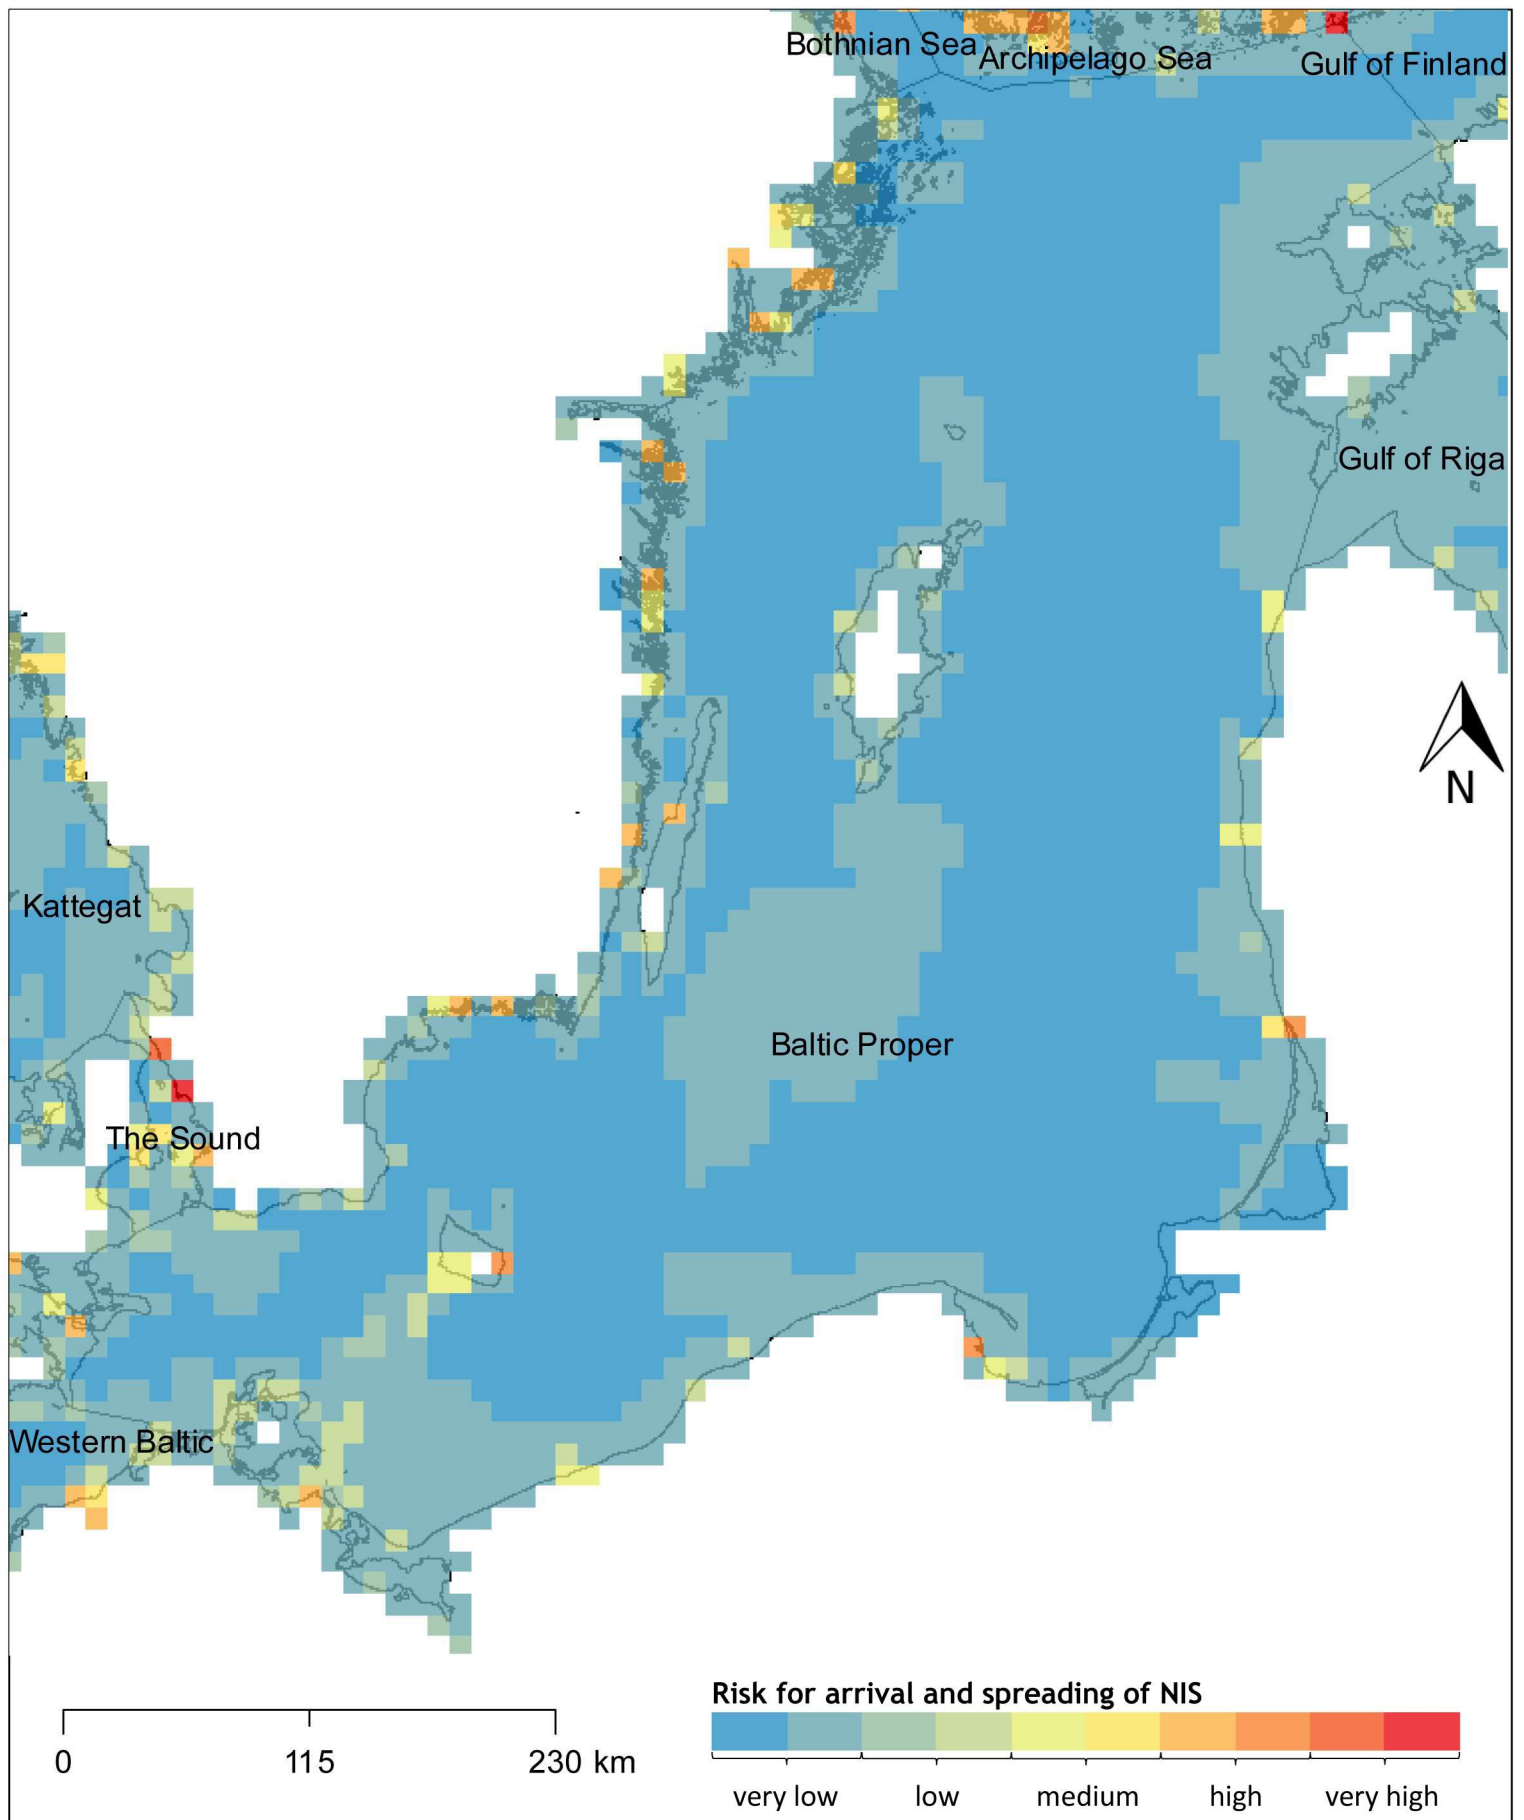 Bothnian Sea
Archipelago Sea
Gulf of Finland
Gulf of Riga
N
Kattegat
Baltic Proper
The Sound
Western Baltic
Risk for arrival and spreading of NIS
0 115 230 km
very low low medium high very high